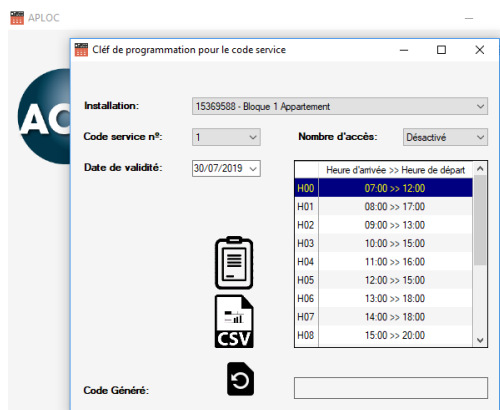 APLOC
Cléf de programmation pour le code service
AC
Installation: 15369588 - Bloque 1 Appartement
Code service nº: 1 Nombre d'accès: Désactivé
Date de validité: 30/07/2019
Heure d'arrivée >> Heure de départ
H00 07:00 >> 12:00
H01 08:00 >> 17:00
H02 09:00 >> 13:00
H03 10:00 >> 15:00
H04 11:00 >> 16:00
H05 12:00 >> 15:00
H06 13:00 >> 18:00
H07 14:00 >> 18:00
H08 15:00 >> 20:00
CSV
Code Généré: